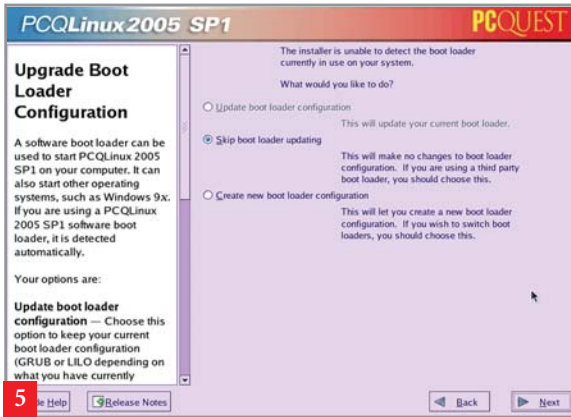 PCQLinux2005 SP1
PCQUEST
Upgrade Boot
Loader
Configuration
A software boot loader can be
used to start PCQLinux 2005
SP1 on your computer. It can
also start other operating
systems, such as Windows 9x.
If you are using a PCQLinux
2005 SP1 software boot
loader, it is detected
automatically.
Your options are:
Update boot loader
configuration — Choose this
option to keep your current
boot loader configuration
(GRUB or LILO depending on
what you have currently
The installer is unable to detect the boot loader
currently in use on your system.
What would you like to do?
Update boot loader configuration
This will update your current boot loader.
Skip boot loader updating
This will make no changes to boot loader
configuration. If you are using a third party
boot loader, you should choose this.
Create new boot loader configuration
This will let you create a new boot loader
configuration. If you wish to switch boot
loaders, you should choose this.
5
de Help
Release Notes
Back
Next